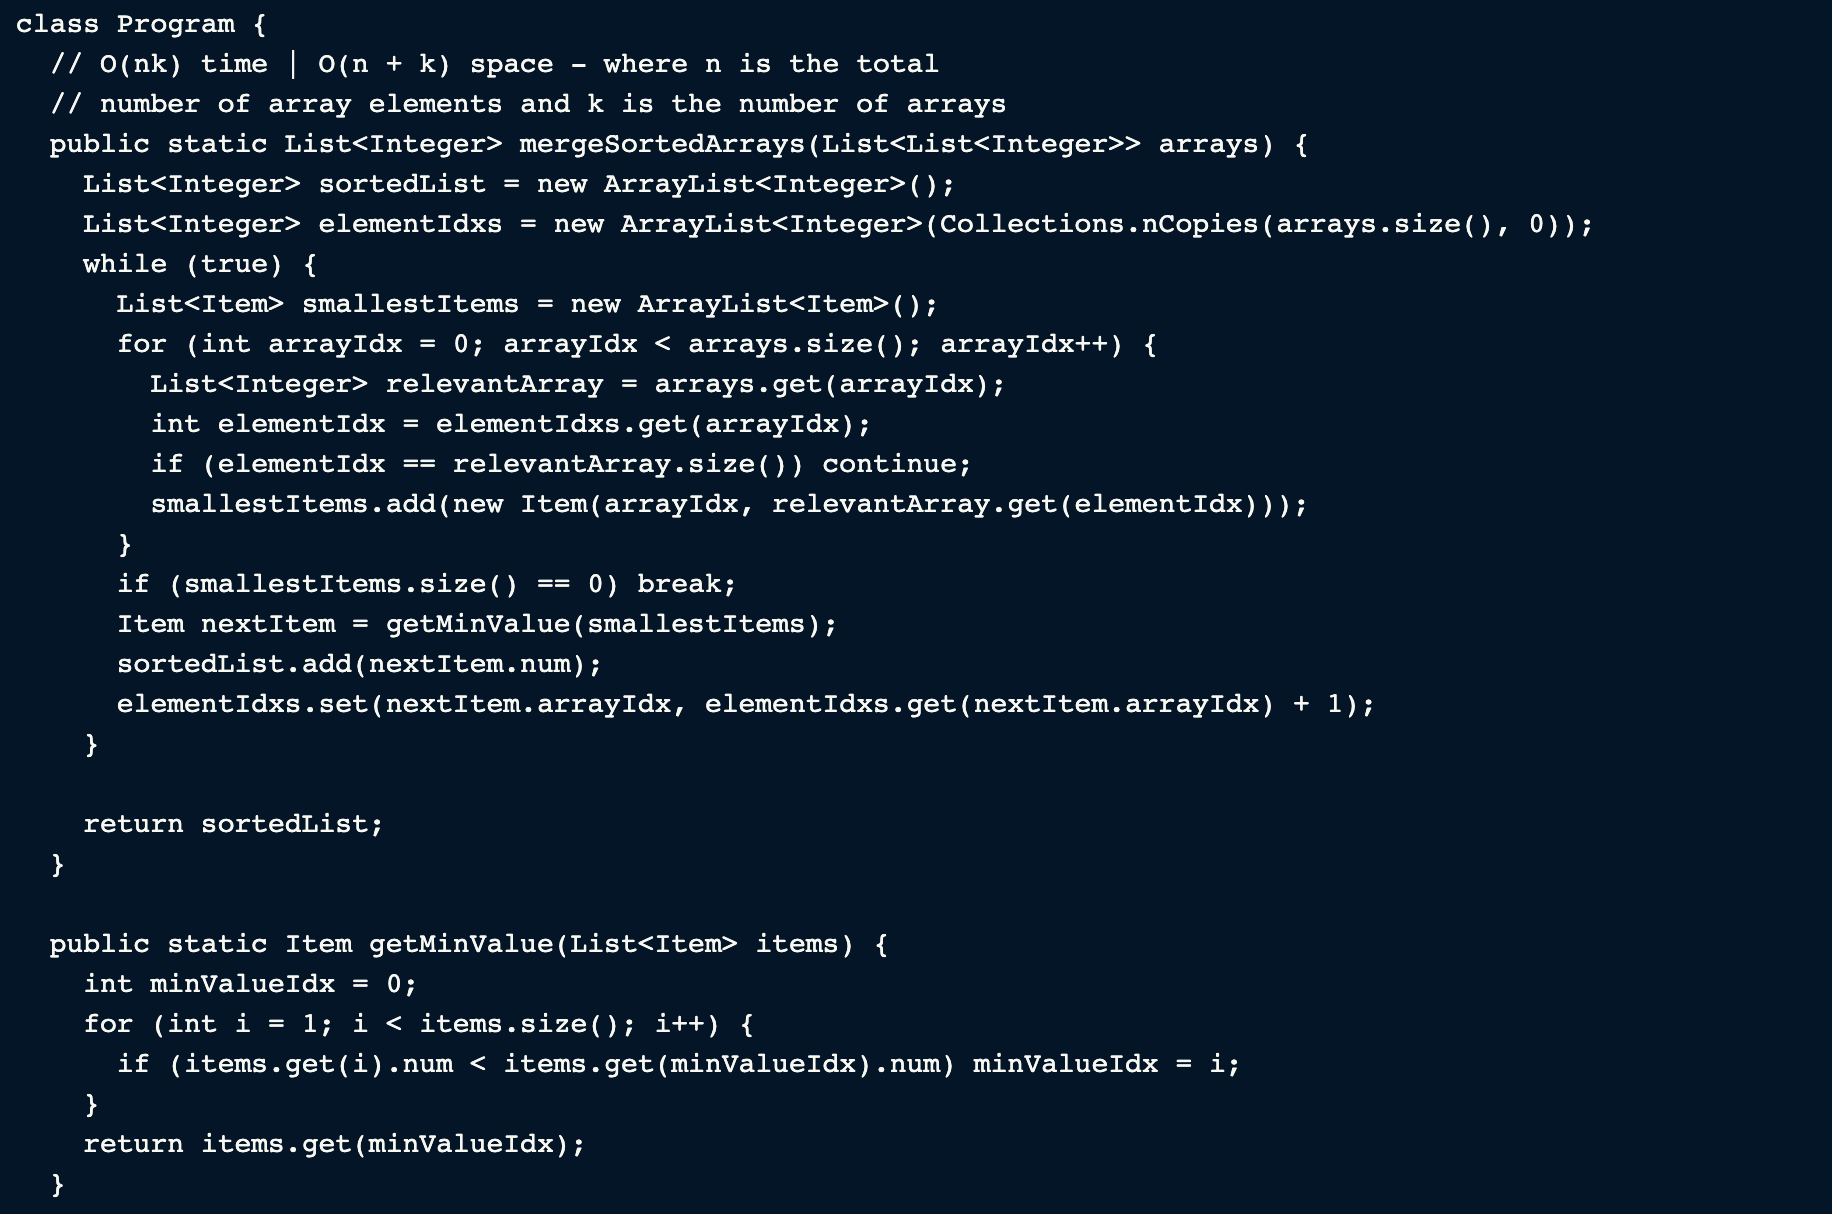 class Program {
  // O(nk) time | O(n + k) space - where n is the total
  // number of array elements and k is the number of arrays
  public static List<Integer> mergeSortedArrays(List<List<Integer>> arrays) {
    List<Integer> sortedList = new ArrayList<Integer>();
    List<Integer> elementIdxs = new ArrayList<Integer>(Collections.nCopies(arrays.size(), 0));
    while (true) {
      List<Item> smallestItems = new ArrayList<Item>();
      for (int arrayIdx = 0; arrayIdx < arrays.size(); arrayIdx++) {
        List<Integer> relevantArray = arrays.get(arrayIdx);
        int elementIdx = elementIdxs.get(arrayIdx);
        if (elementIdx == relevantArray.size()) continue;
        smallestItems.add(new Item(arrayIdx, relevantArray.get(elementIdx)));
      }
      if (smallestItems.size() == 0) break;
      Item nextItem = getMinValue(smallestItems);
      sortedList.add(nextItem.num);
      elementIdxs.set(nextItem.arrayIdx, elementIdxs.get(nextItem.arrayIdx) + 1);
    }

    return sortedList;
  }

  public static Item getMinValue(List<Item> items) {
    int minValueIdx = 0;
    for (int i = 1; i < items.size(); i++) {
      if (items.get(i).num < items.get(minValueIdx).num) minValueIdx = i;
    }
    return items.get(minValueIdx);
  }